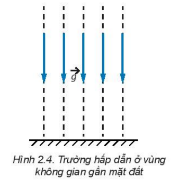 g
Hình 2.4. Trường hấp dẫn ở vùng
không gian gần mặt đất